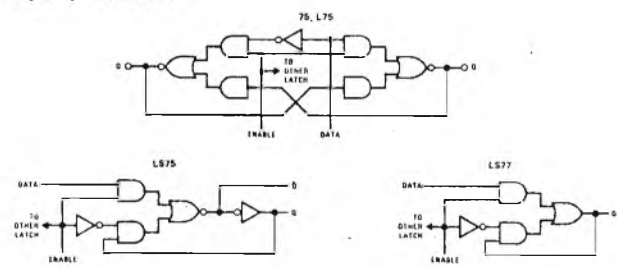 75, L75
Q
Q
TO
OTHER
LATCH
ENABLE
DATA
LS75
DATA
Q
Q
TO
OTHER
LATCH
ENABLE
LS77
DATA
Q
TO
OTHER
LATCH
ENABLE